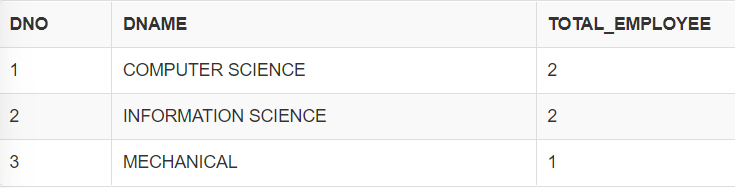 DNO DNAME TOTAL_EMPLOYEE
1 COMPUTER SCIENCE 2
2 INFORMATION SCIENCE 2
3 MECHANICAL 1